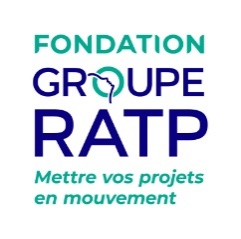 FONDATION
GROUPE
RATP
Mettre vos projets
en mouvement